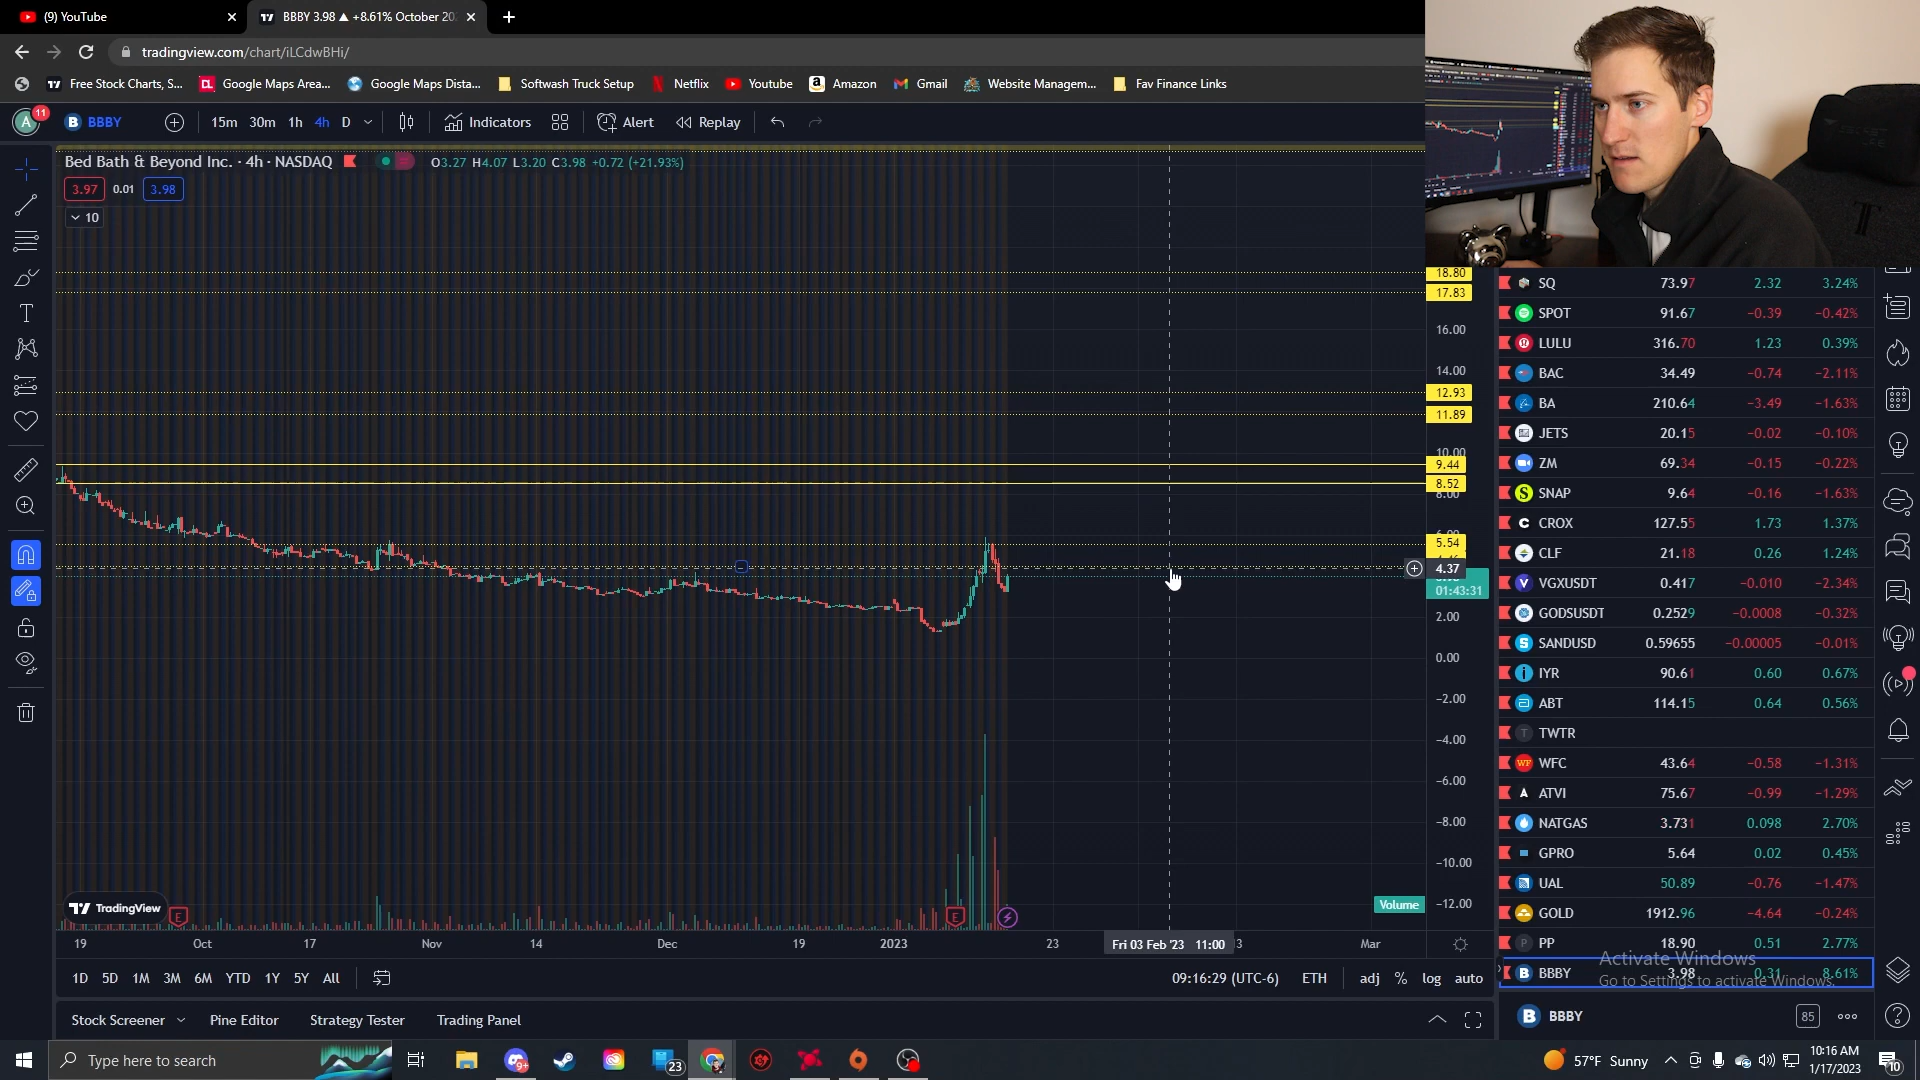 (9) YouTube
BBBY 3.98 ▲ +8.61% October 20
tradingview.com/chart/iLCdwBHi/
Free Stock Charts, S...
Google Maps Area...
Google Maps Dista...
Softwash Truck Setup
Netflix
Youtube
Amazon
Gmail
Website Managem...
Fav Finance Links
A
11
BBBY
15m 30m 1h 4h D
Indicators
Alert
Replay
Bed Bath & Beyond Inc. · 4h · NASDAQ
O3.27 H4.07 L3.20 C3.98 +0.72 (+21.93%)
3.97 0.01 3.98
10
18.80
17.83
16.00
14.00
12.93
11.89
10.00
9.44
8.52
8.00
5.54
4.37
01:43:31
2.00
0.00
-2.00
-4.00
-6.00
-8.00
-10.00
-12.00
Volume
TradingView
E
E
19 Oct 17 Nov 14 Dec 19 2023 23 Fri 03 Feb '23 11:00 Mar
1D 5D 1M 3M 6M YTD 1Y 5Y All
09:16:29 (UTC-6) ETH adj % log auto
Stock Screener Pine Editor Strategy Tester Trading Panel
SQ 73.97 2.32 3.24%
SPOT 91.67 -0.39 -0.42%
LULU 316.70 1.23 0.39%
BAC 34.49 -0.74 -2.11%
BA 210.64 -3.49 -1.63%
JETS 20.15 -0.02 -0.10%
ZM 69.34 -0.15 -0.22%
SNAP 9.64 -0.16 -1.63%
CROX 127.55 1.73 1.37%
CLF 21.18 0.26 1.24%
VGXUSDT 0.417 -0.010 -2.34%
GODSUSDT 0.2529 -0.0008 -0.32%
SANDUSD 0.59655 -0.00005 -0.01%
IYR 90.61 0.60 0.67%
ABT 114.15 0.64 0.56%
TWTR
WFC 43.64 -0.58 -1.31%
ATVI 75.67 -0.99 -1.29%
NATGAS 3.731 0.098 2.70%
GPRO 5.64 0.02 0.45%
UAL 50.89 -0.76 -1.47%
GOLD 1912.96 -4.64 -0.24%
PP 18.90 0.51 2.77%
Activate Windows
BBBY 3.98 0.31 8.61%
Go to Settings to activate Windows.
BBBY
85
Type here to search
9+
23
57°F Sunny
10:16 AM
1/17/2023
10